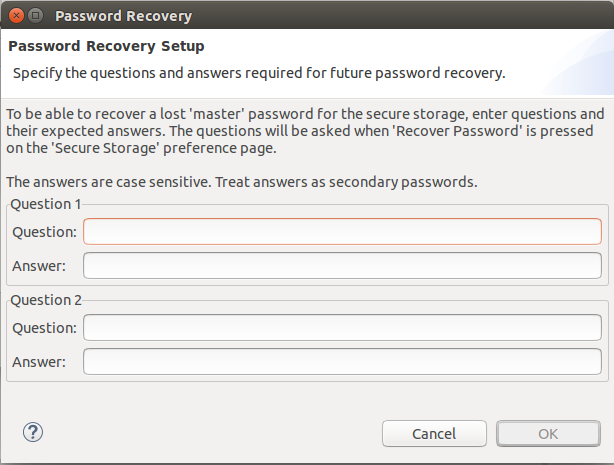 Password Recovery
Password Recovery Setup
Specify the questions and answers required for future password recovery.
To be able to recover a lost 'master' password for the secure storage, enter questions and
their expected answers. The questions will be asked when 'Recover Password' is pressed
on the 'Secure Storage' preference page.
The answers are case sensitive. Treat answers as secondary passwords.
Question 1
Question:
Answer:
Question 2
Question:
Answer:
?
Cancel
OK